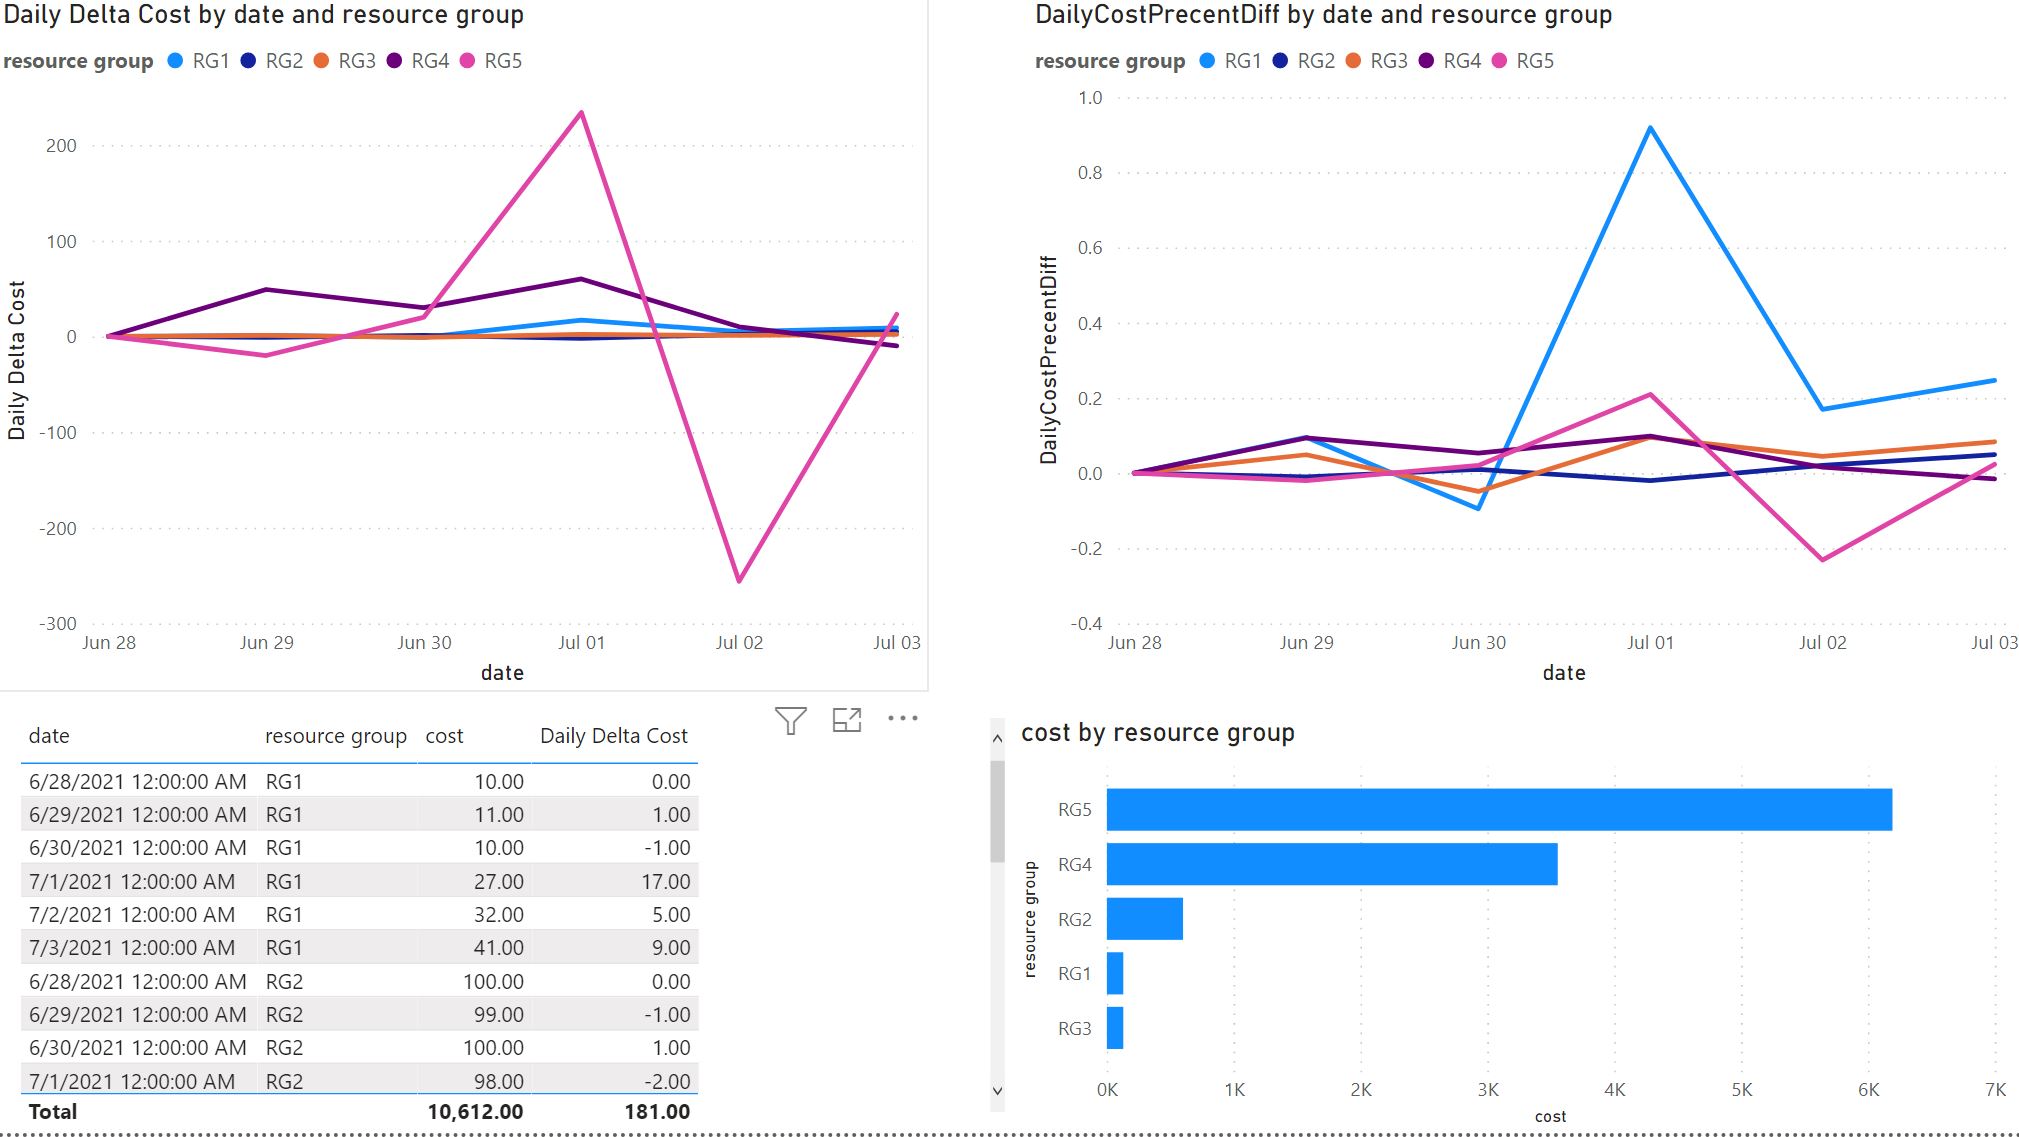 Daily Delta Cost by date and resource group
resource group RG1 RG2 RG3 RG4 RG5
200
100
0
-100
-200
-300
Daily Delta Cost
Jun 28 Jun 29 Jun 30 Jul 01 Jul 02 Jul 03
date
DailyCostPrecentDiff by date and resource group
resource group RG1 RG2 RG3 RG4 RG5
1.0
0.8
0.6
0.4
0.2
0.0
-0.2
-0.4
DailyCostPrecentDiff
Jun 28 Jun 29 Jun 30 Jul 01 Jul 02 Jul 03
date
date resource group cost Daily Delta Cost
6/28/2021 12:00:00 AM RG1 10.00 0.00
6/29/2021 12:00:00 AM RG1 11.00 1.00
6/30/2021 12:00:00 AM RG1 10.00 -1.00
7/1/2021 12:00:00 AM RG1 27.00 17.00
7/2/2021 12:00:00 AM RG1 32.00 5.00
7/3/2021 12:00:00 AM RG1 41.00 9.00
6/28/2021 12:00:00 AM RG2 100.00 0.00
6/29/2021 12:00:00 AM RG2 99.00 -1.00
6/30/2021 12:00:00 AM RG2 100.00 1.00
7/1/2021 12:00:00 AM RG2 98.00 -2.00
Total 10,612.00 181.00
cost by resource group
resource group
RG5
RG4
RG2
RG1
RG3
0K 1K 2K 3K 4K 5K 6K 7K
cost